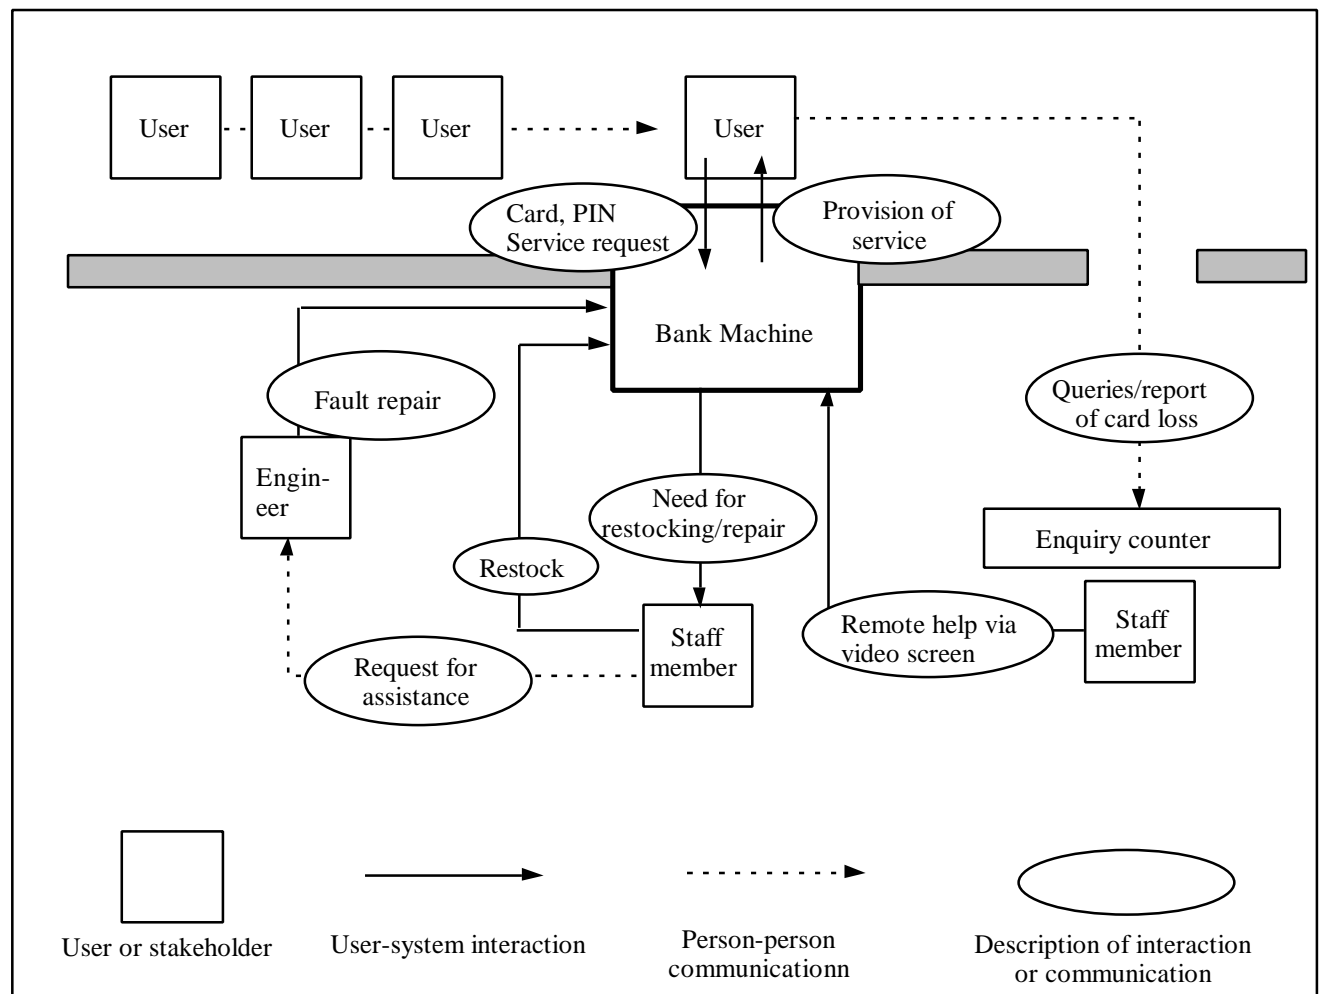 User
User
User
User
Card, PIN
Service request
Provision of
service
Bank Machine
Fault repair
Queries/report
of card loss
Engin-
eer
Need for
restocking/repair
Enquiry counter
Restock
Staff
member
Remote help via
video screen
Staff
member
Request for
assistance
User or stakeholder
User-system interaction
Person-person
communicationn
Description of interaction
or communication